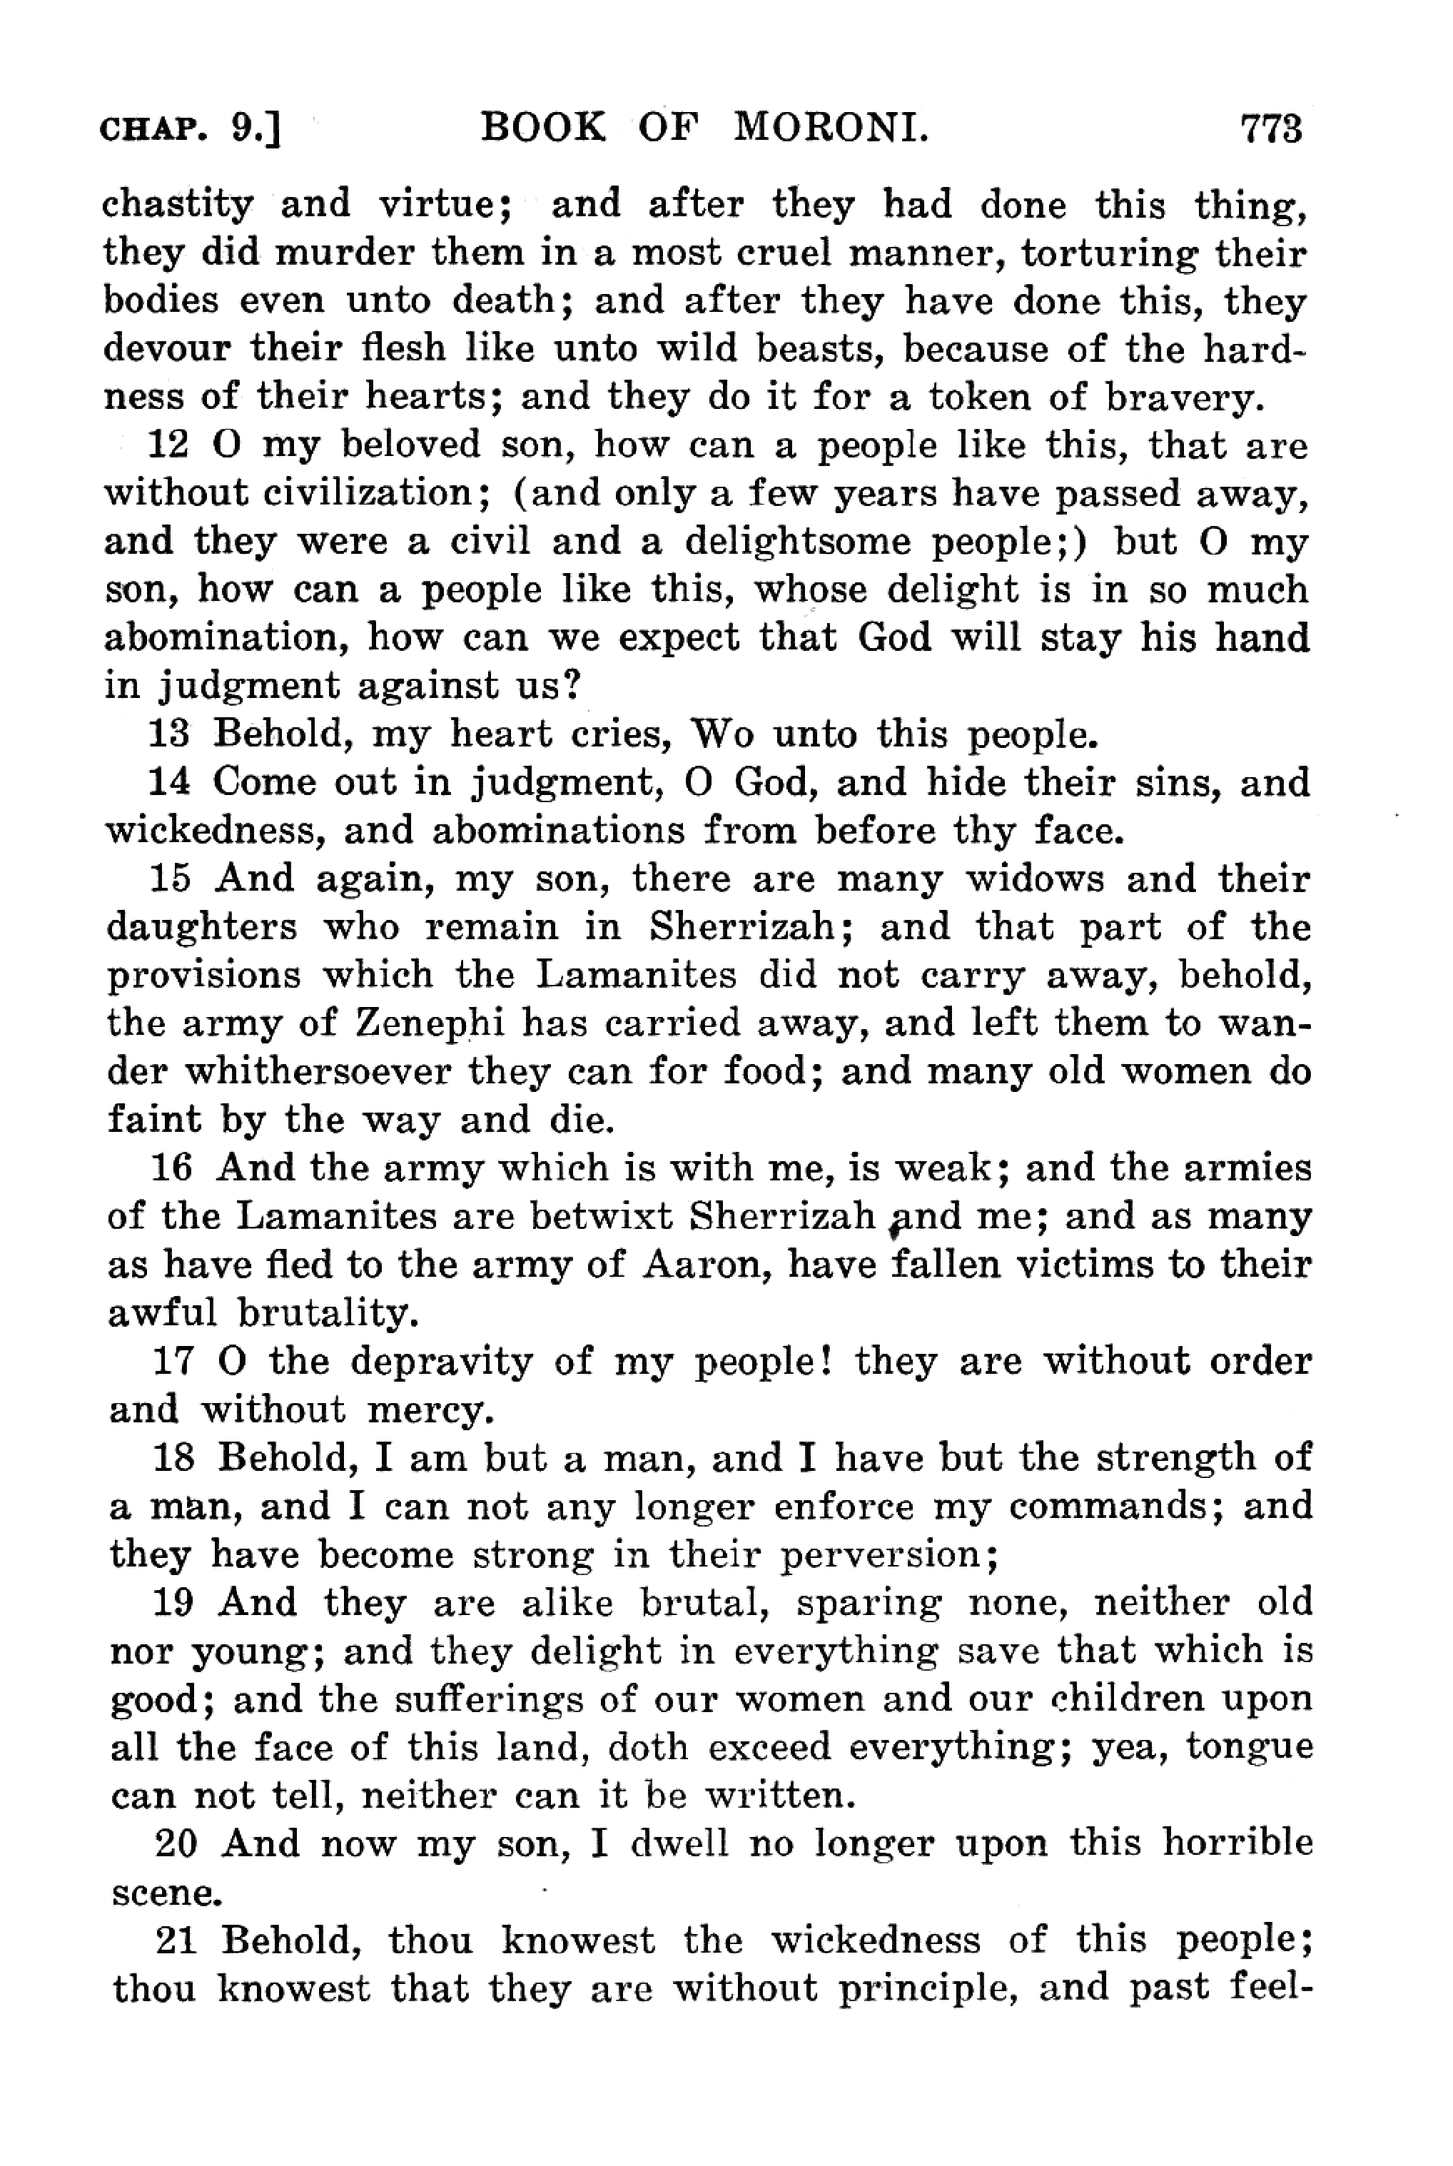 CHAP. 9.] BOOK OF MORONI. 773
chastity and virtue; and after they had done this thing,
they did murder them in a most cruel manner, torturing their
bodies even unto death; and after they have done this, they
devour their flesh like unto wild beasts, because of the hard-
ness of their hearts; and they do it for a token of bravery.
12 O my beloved son, how can a people like this, that are
without civilization; (and only a few years have passed away,
and they were a civil and a delightsome people;) but O my
son, how can a people like this, whose delight is in so much
abomination, how can we expect that God will stay his hand
in judgment against us?
13 Behold, my heart cries, Wo unto this people.
14 Come out in judgment, O God, and hide their sins, and
wickedness, and abominations from before thy face.
15 And again, my son, there are many widows and their
daughters who remain in Sherrizah; and that part of the
provisions which the Lamanites did not carry away, behold,
the army of Zenephi has carried away, and left them to wan-
der whithersoever they can for food; and many old women do
faint by the way and die.
16 And the army which is with me, is weak; and the armies
of the Lamanites are betwixt Sherrizah and me; and as many
as have fled to the army of Aaron, have fallen victims to their
awful brutality.
17 O the depravity of my people! they are without order
and without mercy.
18 Behold, I am but a man, and I have but the strength of
a man, and I can not any longer enforce my commands; and
they have become strong in their perversion;
19 And they are alike brutal, sparing none, neither old
nor young; and they delight in everything save that which is
good; and the sufferings of our women and our children upon
all the face of this land, doth exceed everything; yea, tongue
can not tell, neither can it be written.
20 And now my son, I dwell no longer upon this horrible
scene.
21 Behold, thou knowest the wickedness of this people;
thou knowest that they are without principle, and past feel-